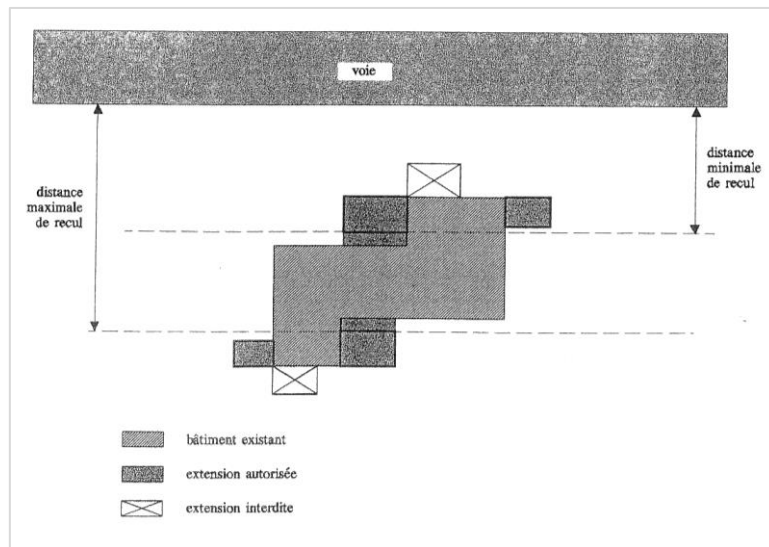 voie
distance
maximale
de recul
distance
minimale
de recul
bâtiment existant
extension autorisée
extension interdite